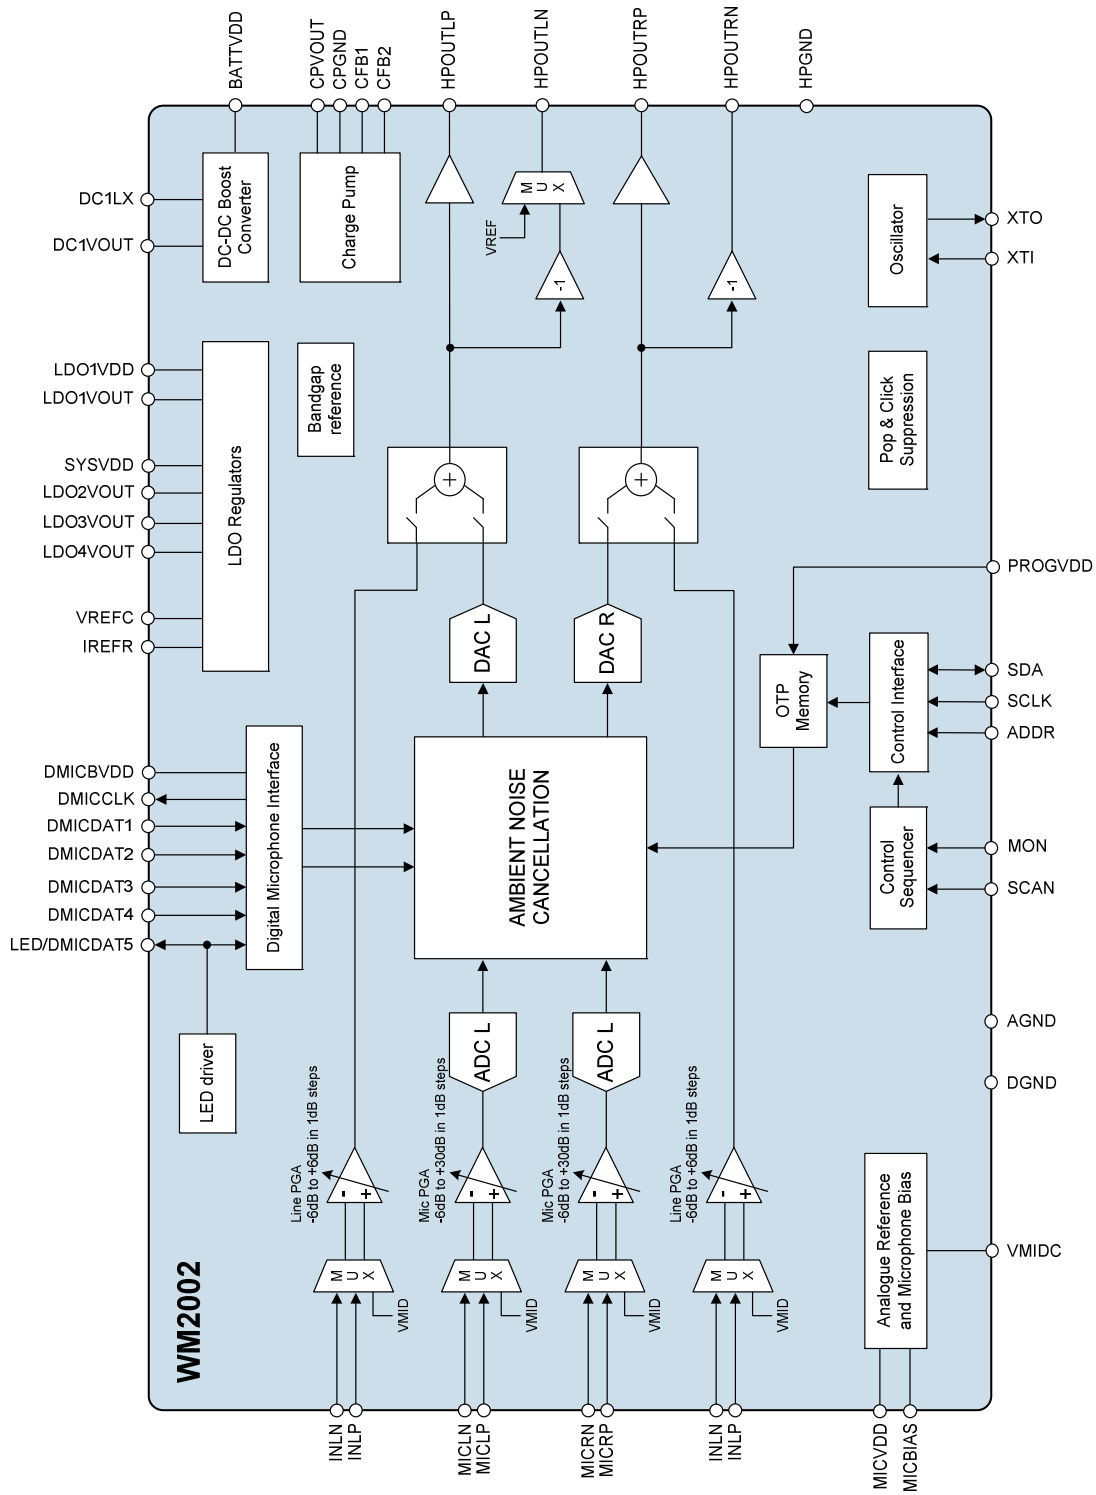 BATTVDD
CPVOUT
CPGND
CFB1
CFB2
HPOUTLP
HPOUTLN
HPOUTRP
HPOUTRN
HPGND
DC1LX
DC1VOUT
DC-DC Boost
Converter
Charge Pump
M
U
X
VREF
-1
-1
Oscillator
XTO
XTI
LDO1VDD
LDO1VOUT
SYSVDD
LDO2VOUT
LDO3VOUT
LDO4VOUT
VREFC
IREFR
LDO Regulators
Bandgap
reference
+
+
Pop & Click
Suppression
DAC L
DAC R
PROGVDD
OTP
Memory
Control Interface
SDA
SCLK
ADDR
DMICBVDD
DMICCLK
DMICDAT1
DMICDAT2
DMICDAT3
DMICDAT4
LED/DMICDAT5
Digital Microphone Interface
AMBIENT NOISE
CANCELLATION
Control
Sequencer
MON
SCAN
LED driver
ADC L
ADC L
AGND
DGND
Line PGA
-6dB to +6dB in 1dB steps
Mic PGA
-6dB to +30dB in 1dB steps
Mic PGA
-6dB to +30dB in 1dB steps
Line PGA
-6dB to +6dB in 1dB steps
- +
- +
- +
- +
M
U
X
VMID
M
U
X
VMID
M
U
X
VMID
M
U
X
VMID
Analogue Reference
and Microphone Bias
VMIDC
WM2002
INLN
INLP
MICLN
MICLP
MICRN
MICRP
INLN
INLP
MICVDD
MICBIAS